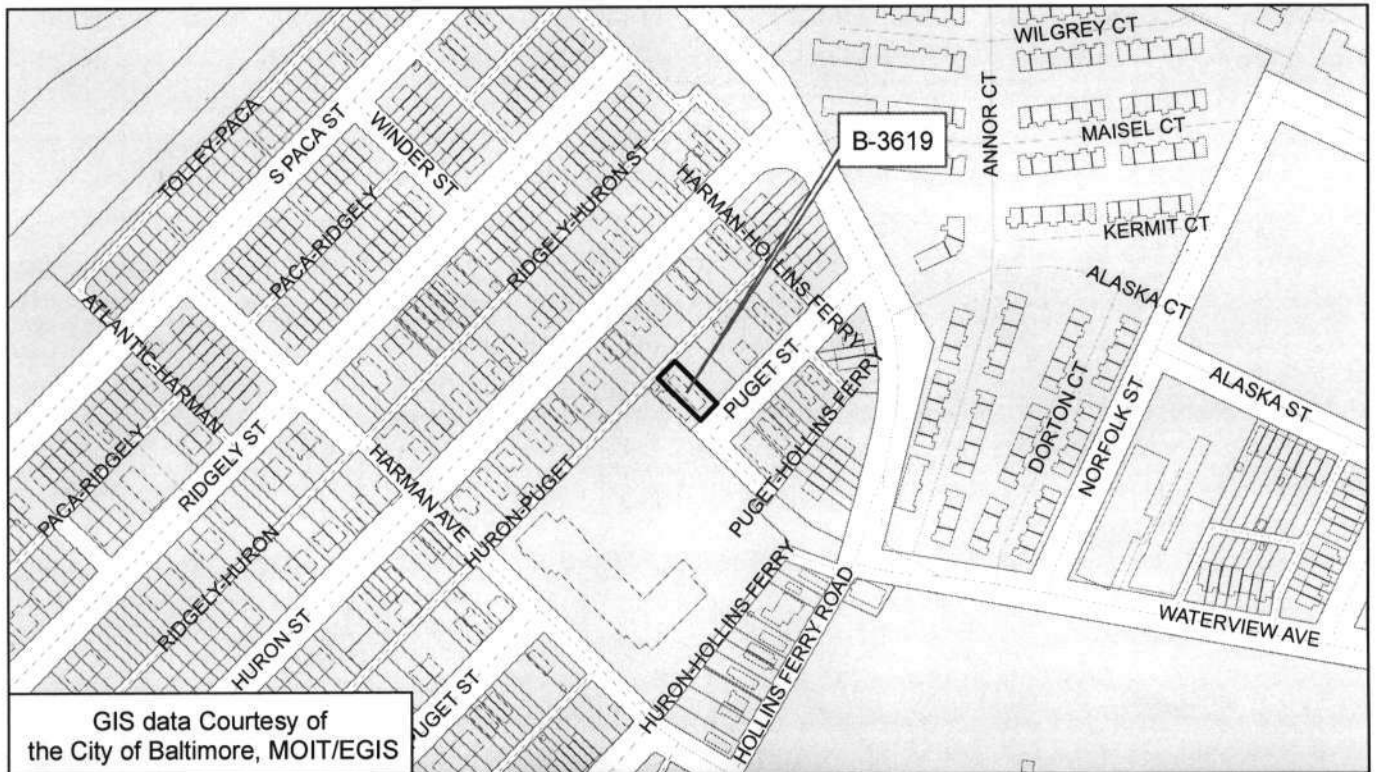 WILGREY CT
TOLLEY-PACA
S PACA ST
WINDER ST
ANNOR CT
MAISEL CT
B-3619
RIDGELY-HURON ST
HARMAN-HOLLINS FERRY
PACA-RIDGELY
KERMIT CT
ALASKA CT
ATLANTIC-HARMAN
PUGET ST
PUGET-HOLLINS FERRY
ALASKA ST
DORTON CT
NORFOLK ST
PACA-RIDGELY
RIDGELY ST
HARMAN AVE
HURON-PUGET
RIDGELY-HURON
HURON ST
HURON-HOLLINS FERRY
HOLLINS FERRY ROAD
WATERVIEW AVE
PUGET ST
GIS data Courtesy of
the City of Baltimore, MOIT/EGIS